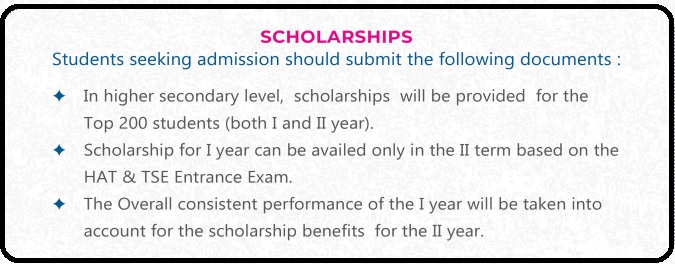 SCHOLARSHIPS
Students seeking admission should submit the following documents :
✦ In higher secondary level, scholarships will be provided for the
Top 200 students (both I and II year).
✦ Scholarship for I year can be availed only in the II term based on the
HAT & TSE Entrance Exam.
✦ The Overall consistent performance of the I year will be taken into
account for the scholarship benefits for the II year.